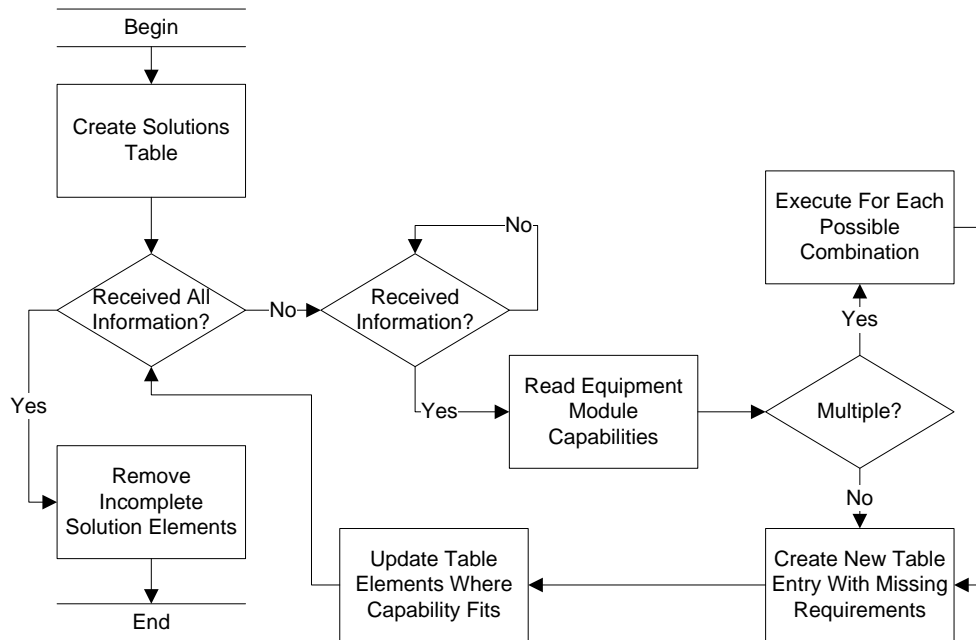 Begin
Create Solutions
Table
Execute For Each
Possible
Combination
No
Received All
Information?
No
Received
Information?
Yes
Yes
Yes
Read Equipment
Module
Capabilities
Multiple?
Remove
Incomplete
Solution Elements
No
Update Table
Elements Where
Capability Fits
Create New Table
Entry With Missing
Requirements
End